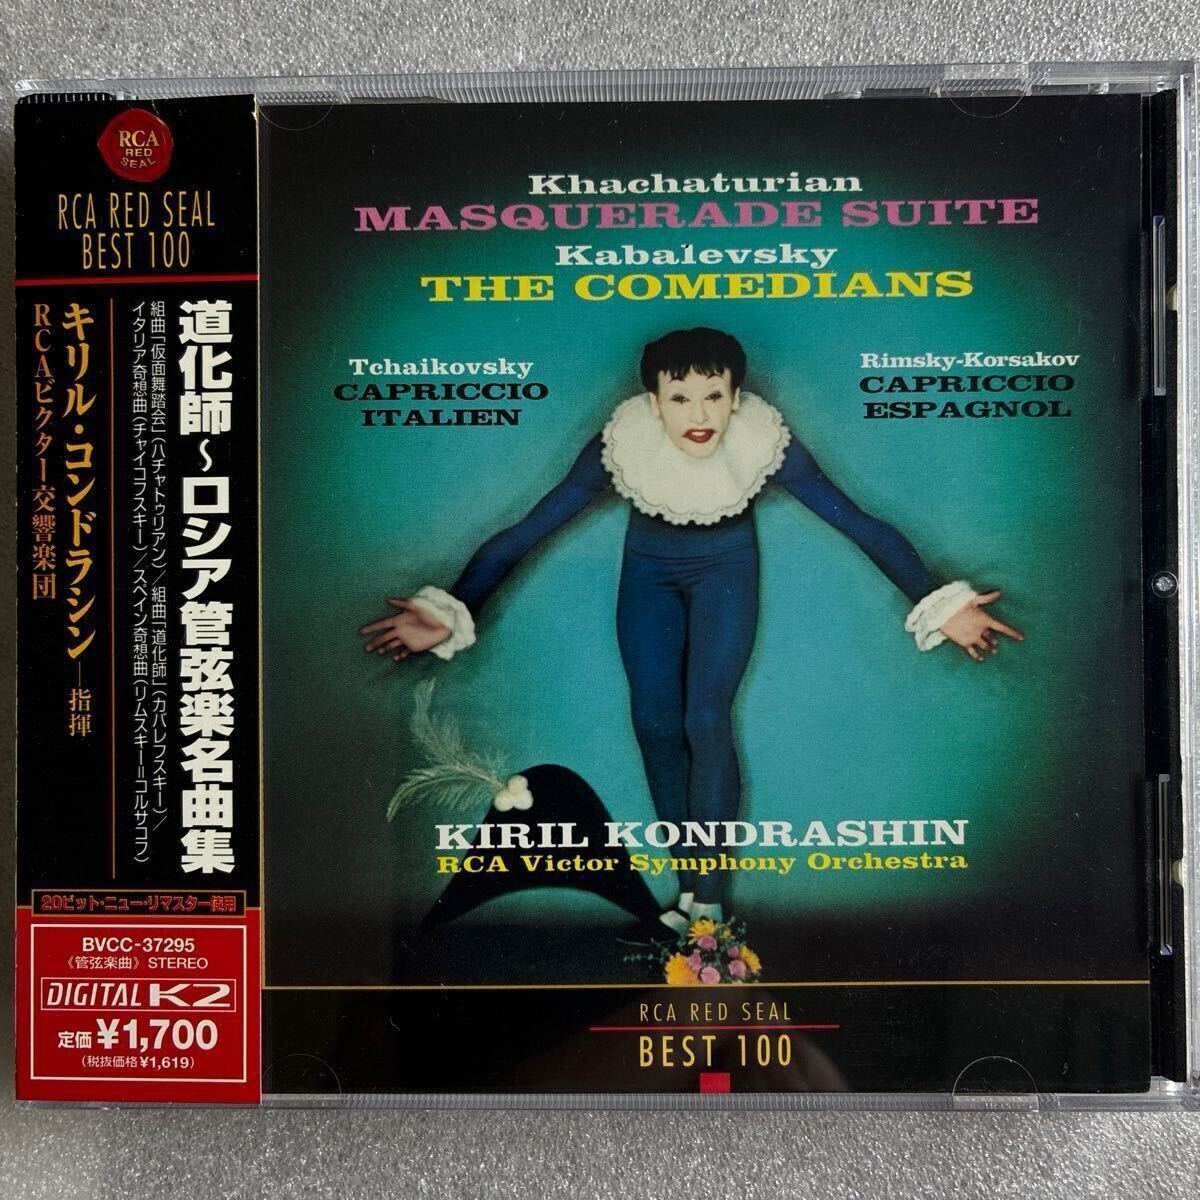 RCA
RED
SEAL
RCA RED SEAL
BEST 100
道化師～ロシア管弦楽名曲集
組曲「仮面舞踏会」(ハチャトゥリアン)／組曲「道化師」(カバレフスキー)／
イタリア奇想曲(チャイコフスキー)／スペイン奇想曲(リムスキー=コルサコフ)
キリル・コンドラシン―指揮
RCAビクター交響楽団
20ビット・ニュー・リマスター使用
BVCC-37295
《管弦楽曲》 STEREO
DIGITAL K2
定価 ¥1,700
(税抜価格¥1,619)
Khachaturian
MASQUERADE SUITE
Kabalevsky
THE COMEDIANS
Tchaikovsky
CAPRICCIO
ITALIEN
Rimsky-Korsakov
CAPRICCIO
ESPAGNOL
KIRIL KONDRASHIN
RCA Victor Symphony Orchestra
RCA RED SEAL
BEST 100